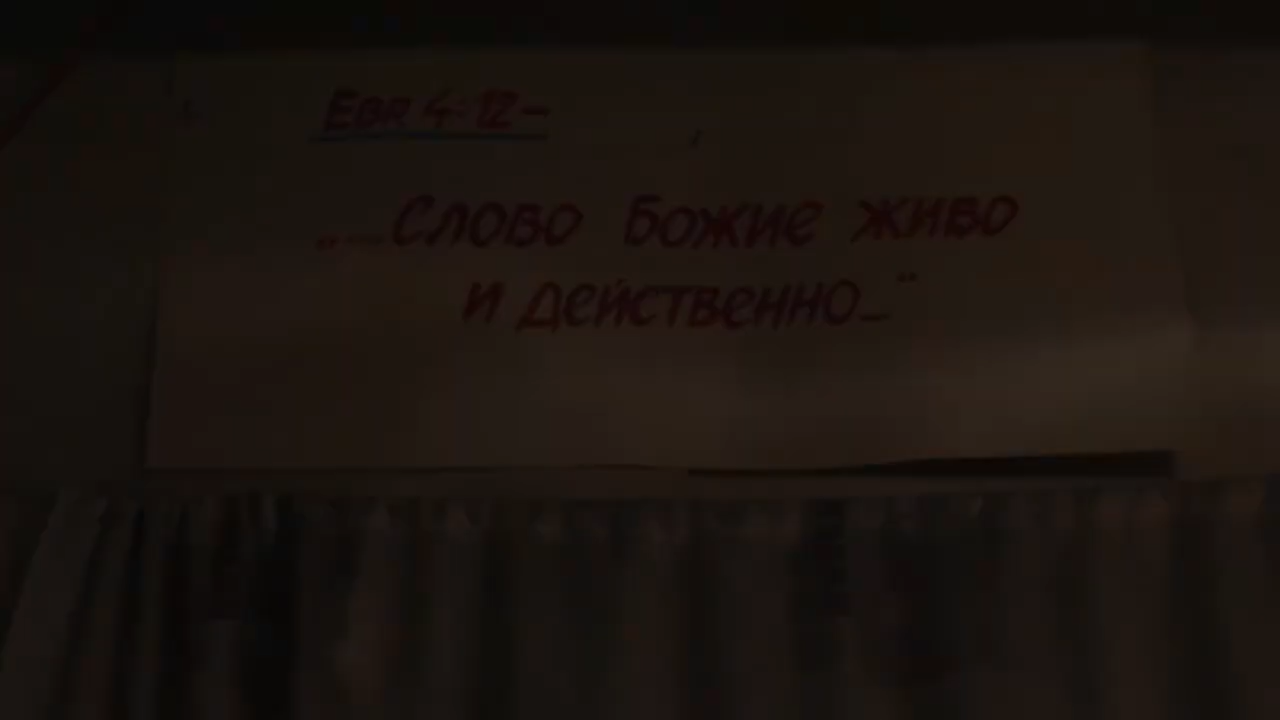 Евр 4:12-
„...Слово Божие живо
и действенно..."